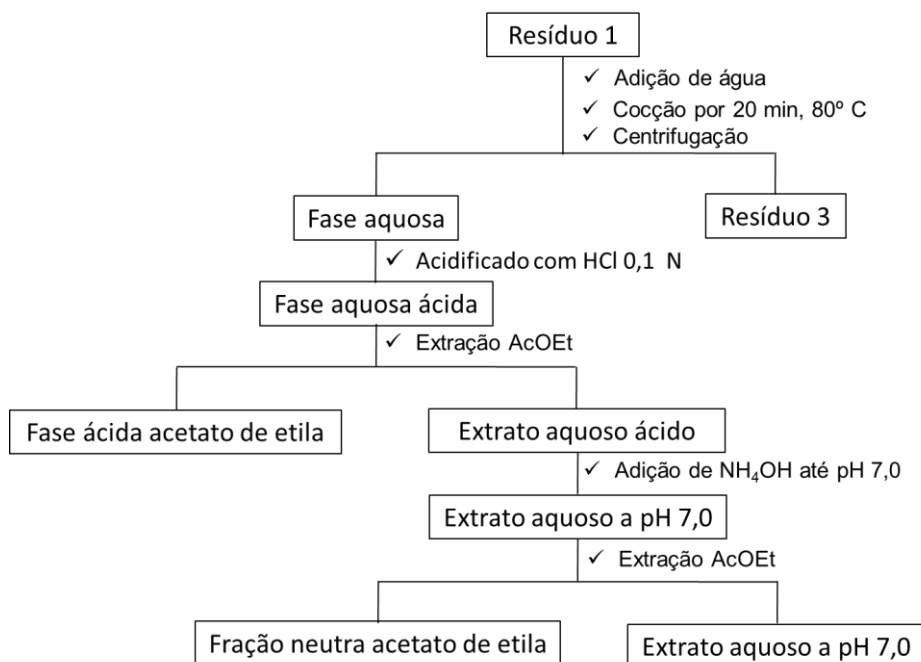 Resíduo 1
✓ Adição de água
✓ Cocção por 20 min, 80º C
✓ Centrifugação
Fase aquosa
Resíduo 3
✓ Acidificado com HCl 0,1 N
Fase aquosa ácida
✓ Extração AcOEt
Fase ácida acetato de etila
Extrato aquoso ácido
✓ Adição de NH₄OH até pH 7,0
Extrato aquoso a pH 7,0
✓ Extração AcOEt
Fração neutra acetato de etila
Extrato aquoso a pH 7,0